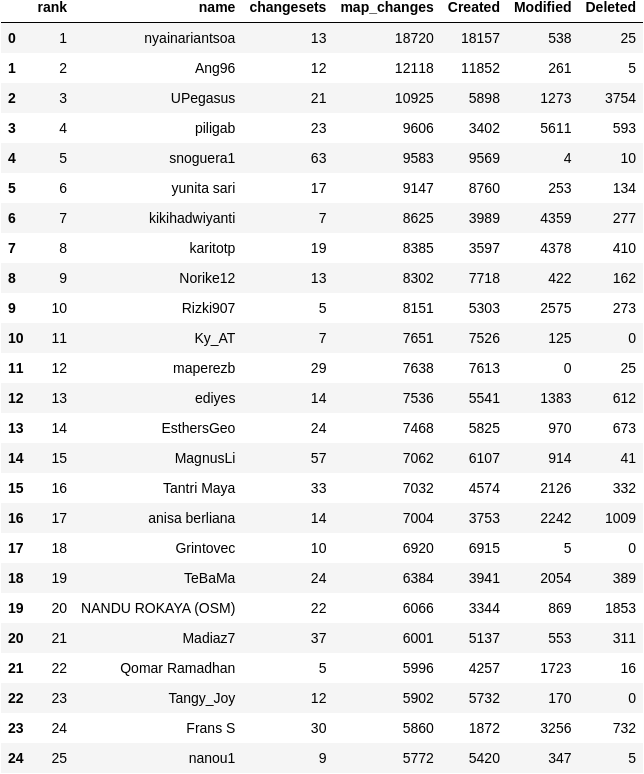 rank name changesets map_changes Created Modified Deleted
0 1 nyainariantsoa 13 18720 18157 538 25
1 2 Ang96 12 12118 11852 261 5
2 3 UPegasus 21 10925 5898 1273 3754
3 4 piligab 23 9606 3402 5611 593
4 5 snoguera1 63 9583 9569 4 10
5 6 yunita sari 17 9147 8760 253 134
6 7 kikihadwiyanti 7 8625 3989 4359 277
7 8 karitotp 19 8385 3597 4378 410
8 9 Norike12 13 8302 7718 422 162
9 10 Rizki907 5 8151 5303 2575 273
10 11 Ky_AT 7 7651 7526 125 0
11 12 maperezb 29 7638 7613 0 25
12 13 ediyes 14 7536 5541 1383 612
13 14 EsthersGeo 24 7468 5825 970 673
14 15 MagnusLi 57 7062 6107 914 41
15 16 Tantri Maya 33 7032 4574 2126 332
16 17 anisa berliana 14 7004 3753 2242 1009
17 18 Grintovec 10 6920 6915 5 0
18 19 TeBaMa 24 6384 3941 2054 389
19 20 NANDU ROKAYA (OSM) 22 6066 3344 869 1853
20 21 Madiaz7 37 6001 5137 553 311
21 22 Qomar Ramadhan 5 5996 4257 1723 16
22 23 Tangy_Joy 12 5902 5732 170 0
23 24 Frans S 30 5860 1872 3256 732
24 25 nanou1 9 5772 5420 347 5